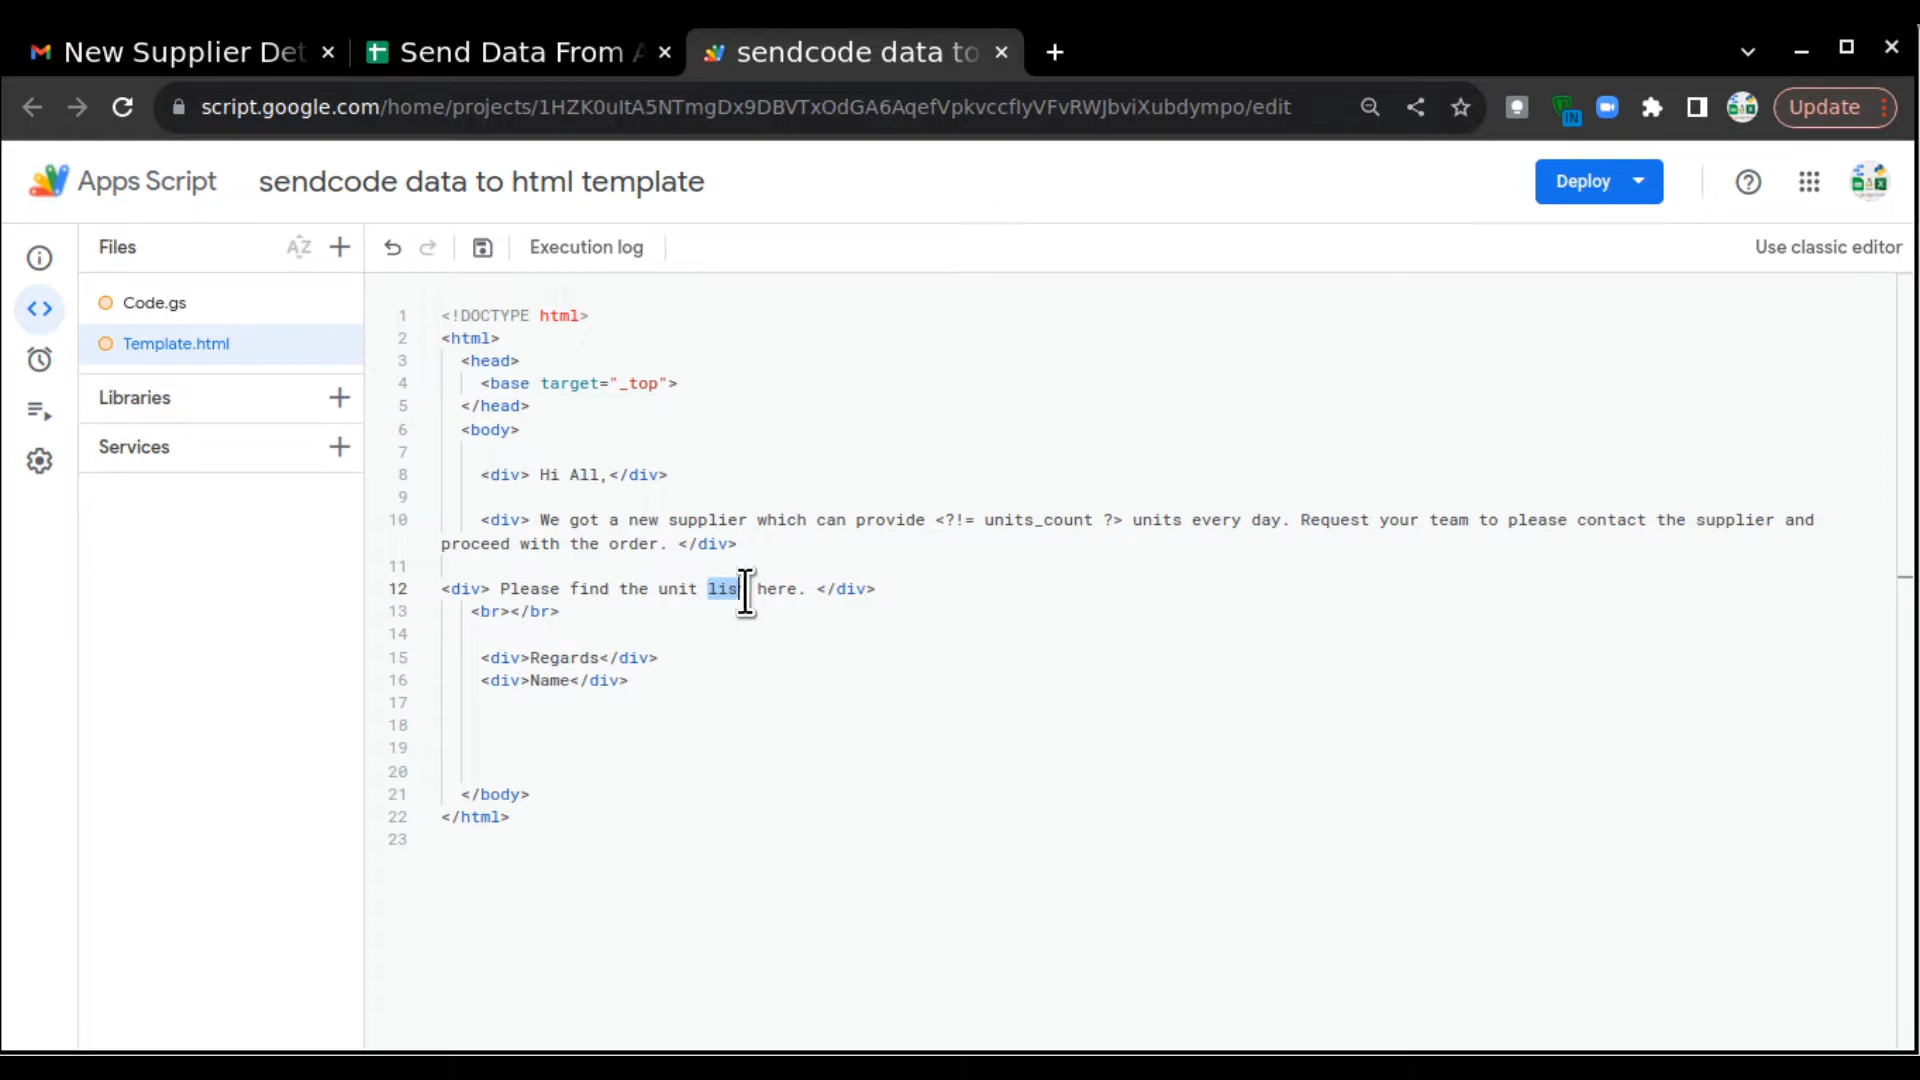 New Supplier Det
Send Data From A
sendcode data to
script.google.com/home/projects/1HZK0uItA5NTmgDx9DBVTxOdGA6AqefVpkvccfIyVFvRWJbviXubdympo/edit
IN
Update
Apps Script
sendcode data to html template
Deploy
Files
AZ
Execution log
Use classic editor
Code.gs
Template.html
Libraries
Services
1 <!DOCTYPE html>
2 <html>
3 <head>
4 <base target="_top">
5 </head>
6 <body>
7
8 <div> Hi All,</div>
9
10 <div> We got a new supplier which can provide <?!= units_count ?> units every day. Request your team to please contact the supplier and
proceed with the order. </div>
11
12 <div> Please find the unit list here. </div>
13 <br></br>
14
15 <div>Regards</div>
16 <div>Name</div>
17
18
19
20
21 </body>
22 </html>
23